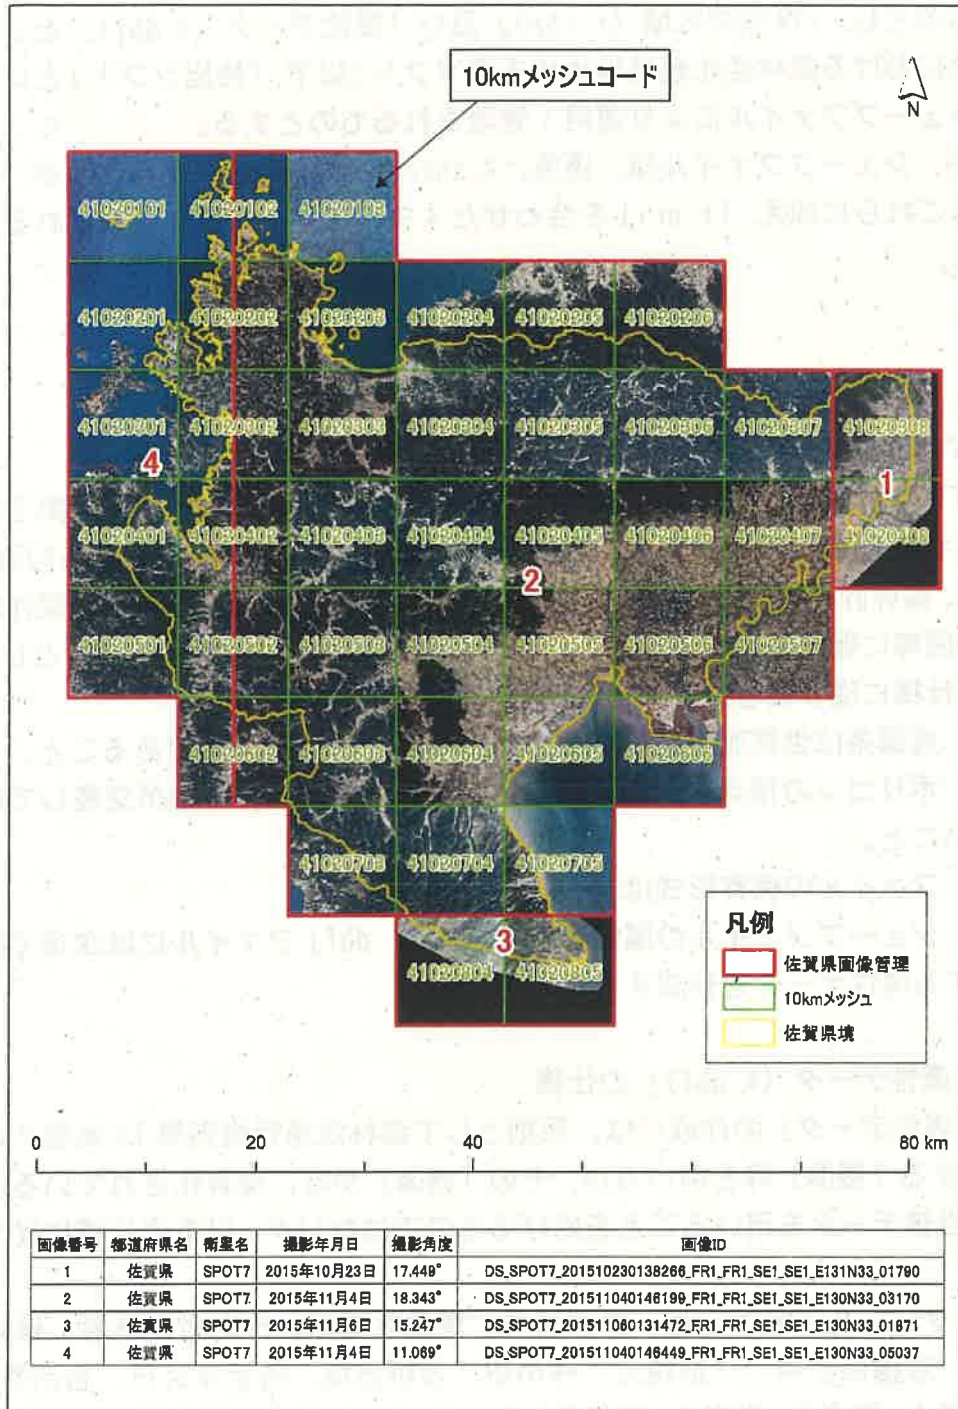 10kmメッシュコード
N
41020101 41020102 41020103
41020201 41020202 41020203 41020204 41020205 41020206
41020301 41020302 41020303 41020304 41020305 41020306 41020307 41020308
4
1
41020401 41020402 41020403 41020404 41020405 41020406 41020407 41020408
2
41020501 41020502 41020503 41020504 41020505 41020506 41020507
41020602 41020603 41020604 41020605 41020606
41020703 41020704 41020705
3
41020804 41020805
凡例
佐賀県画像管理
10kmメッシュ
佐賀県境
0 20 40 80 km
画像番号 都道府県名 衛星名 撮影年月日 撮影角度 画像ID
1 佐賀県 SPOT7 2015年10月23日 17.449° DS_SPOT7_201510230138266_FR1_FR1_SE1_SE1_E131N33_01790
2 佐賀県 SPOT7 2015年11月4日 18.343° DS_SPOT7_201511040146199_FR1_FR1_SE1_SE1_E130N33_03170
3 佐賀県 SPOT7 2015年11月6日 15.247° DS_SPOT7_201511060131472_FR1_FR1_SE1_SE1_E130N33_01871
4 佐賀県 SPOT7 2015年11月4日 11.069° DS_SPOT7_201511040146449_FR1_FR1_SE1_SE1_E130N33_05037